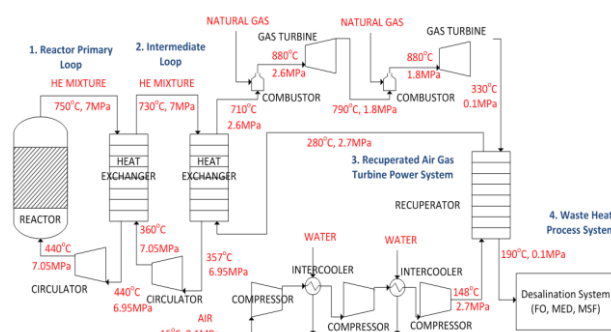 NATURAL GAS
NATURAL GAS
GAS TURBINE
GAS TURBINE
1. Reactor Primary
Loop
2. Intermediate
Loop
880°C
2.6MPa
880°C
1.8MPa
HE MIXTURE
HE MIXTURE
750°C, 7MPa
730°C, 7MPa
710°C
2.6MPa
COMBUSTOR
790°C, 1.8MPa
COMBUSTOR
330°C
0.1MPa
280°C, 2.7MPa
HEAT
EXCHANGER
HEAT
EXCHANGER
3. Recuperated Air Gas
Turbine Power System
RECUPERATOR
REACTOR
4. Waste Heat
Process System
360°C
7.05MPa
WATER
WATER
440°C
7.05MPa
357°C
6.95MPa
190°C, 0.1MPa
INTERCOOLER
INTERCOOLER
CIRCULATOR
440°C
6.95MPa
CIRCULATOR
COMPRESSOR
COMPRESSOR
148°C
2.7MPa
COMPRESSOR
AIR
Desalination System
(FO, MED, MSF)